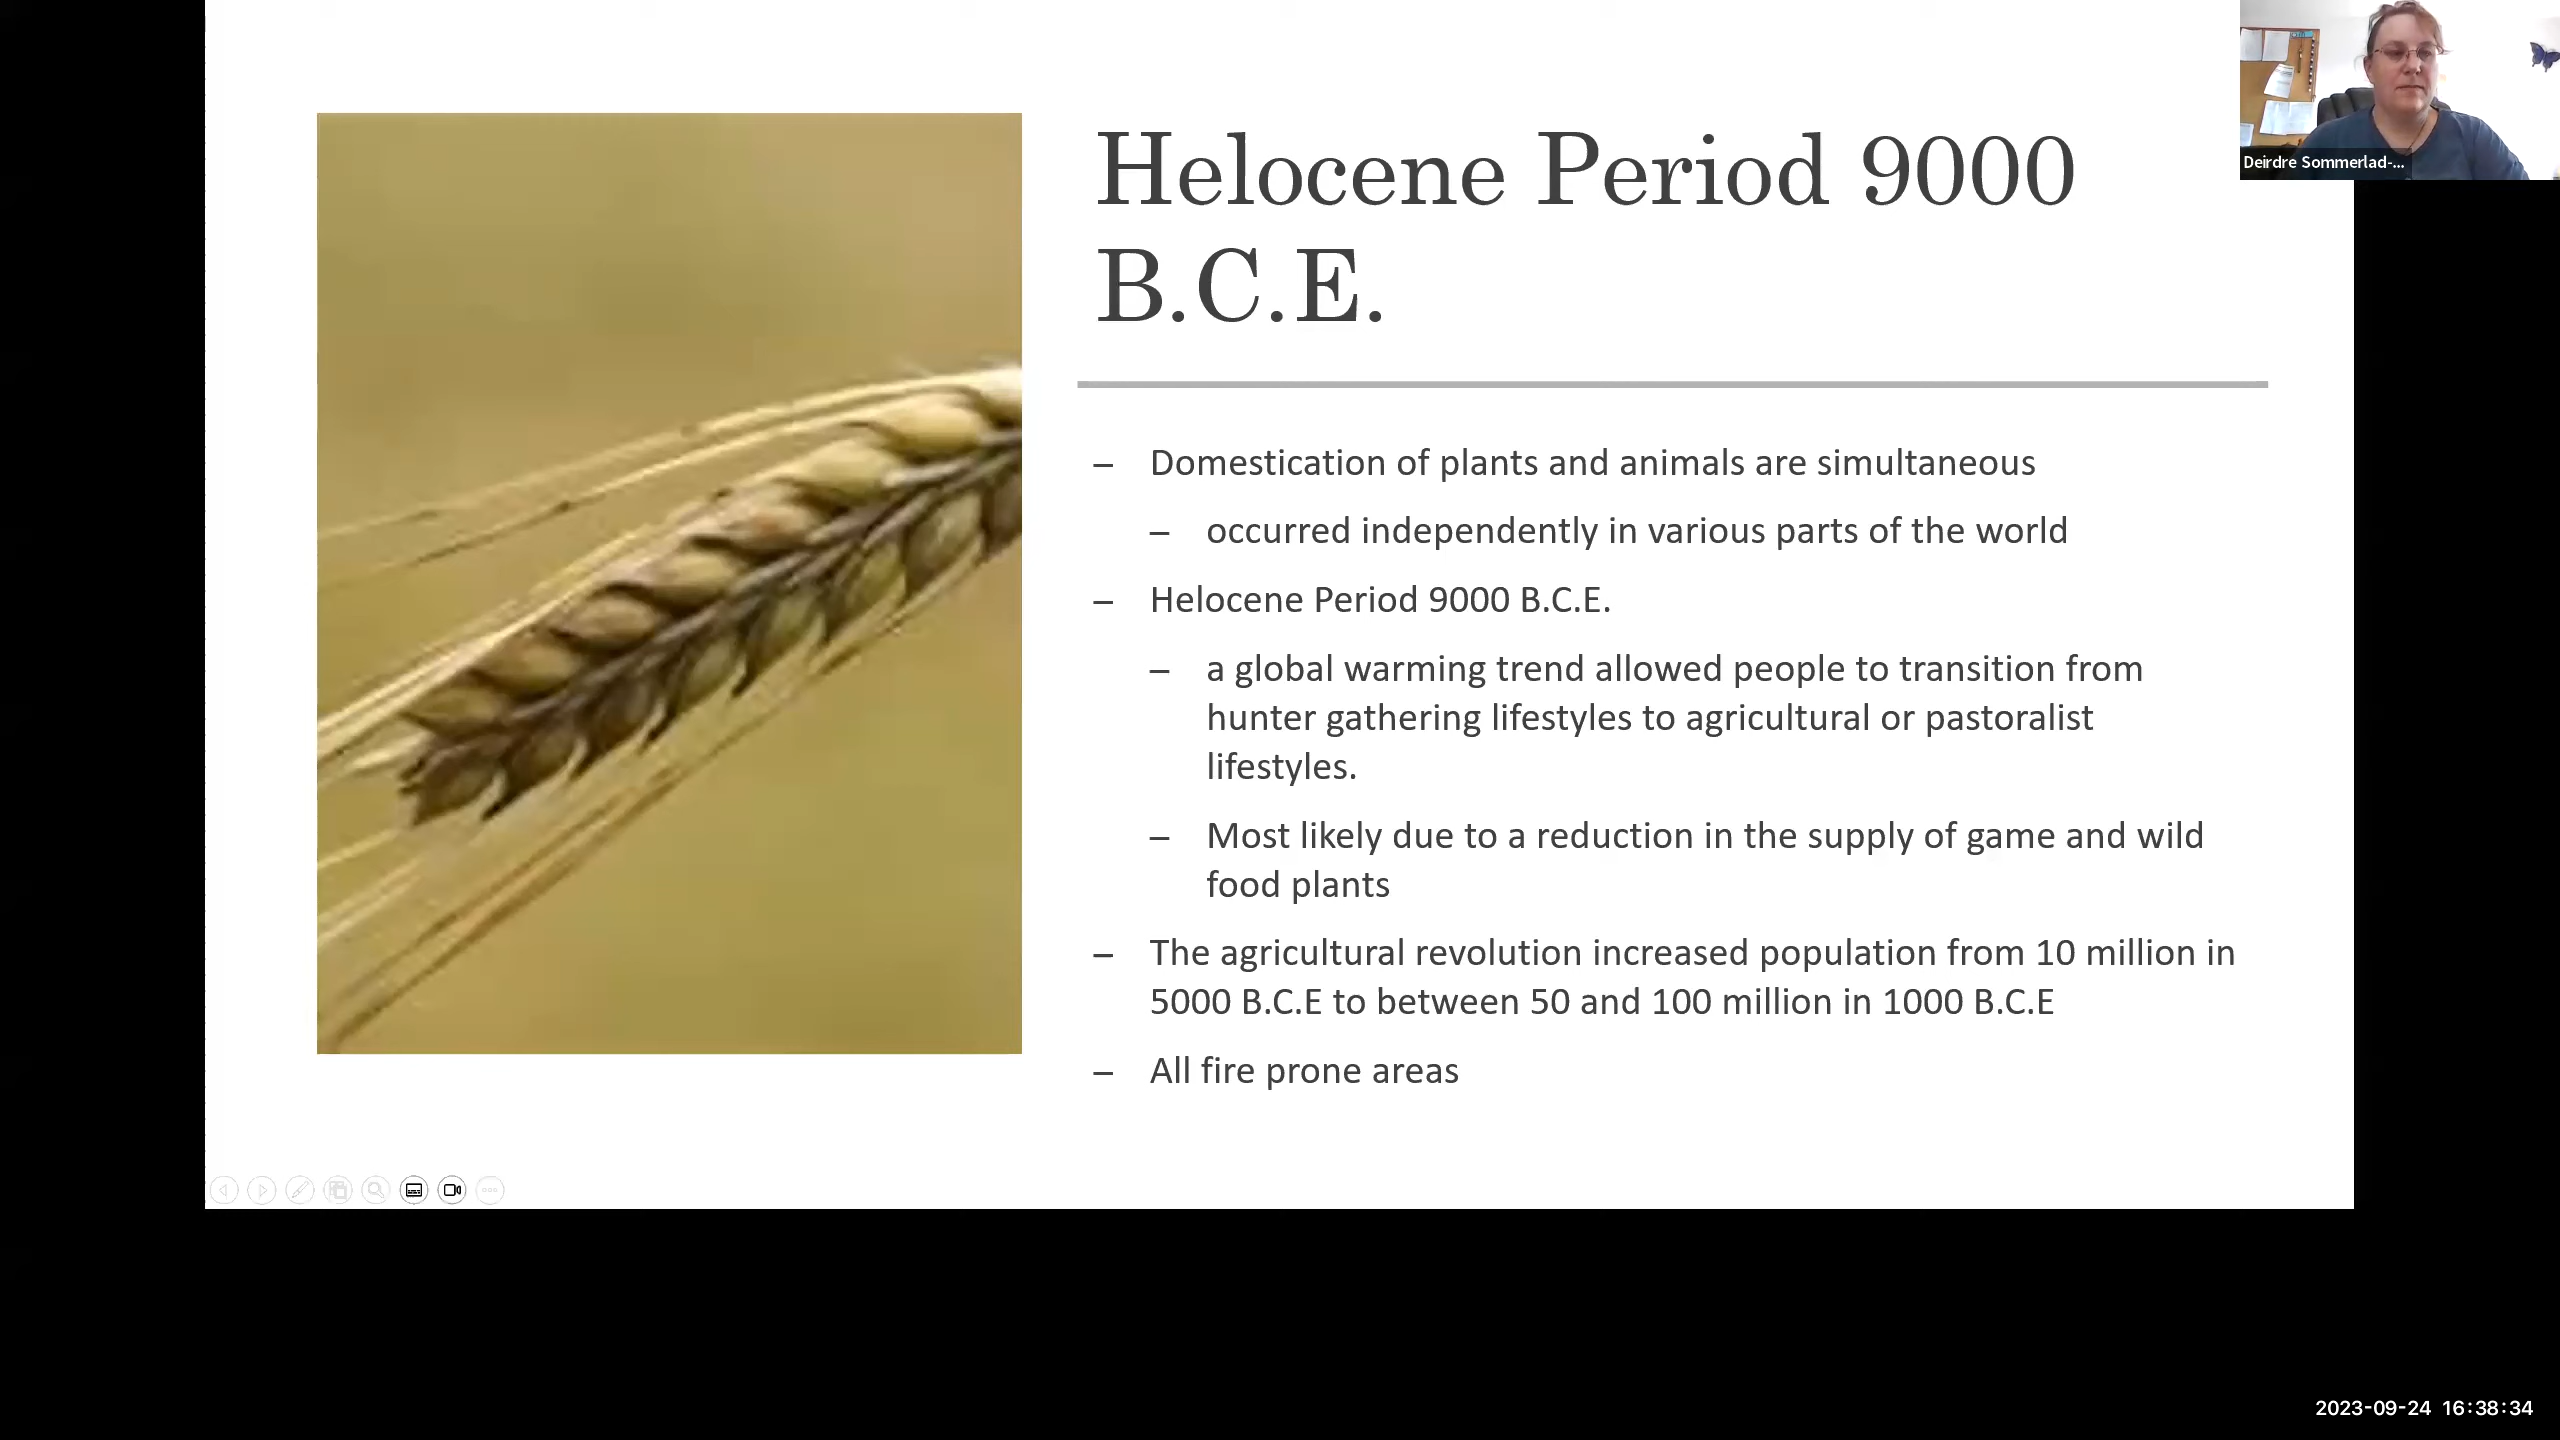 Helocene Period 9000
B.C.E.
– Domestication of plants and animals are simultaneous
– occurred independently in various parts of the world
– Helocene Period 9000 B.C.E.
– a global warming trend allowed people to transition from
hunter gathering lifestyles to agricultural or pastoralist
lifestyles.
– Most likely due to a reduction in the supply of game and wild
food plants
– The agricultural revolution increased population from 10 million in
5000 B.C.E to between 50 and 100 million in 1000 B.C.E
– All fire prone areas
Deirdre Sommerlad-...
2023-09-24 16:38:34